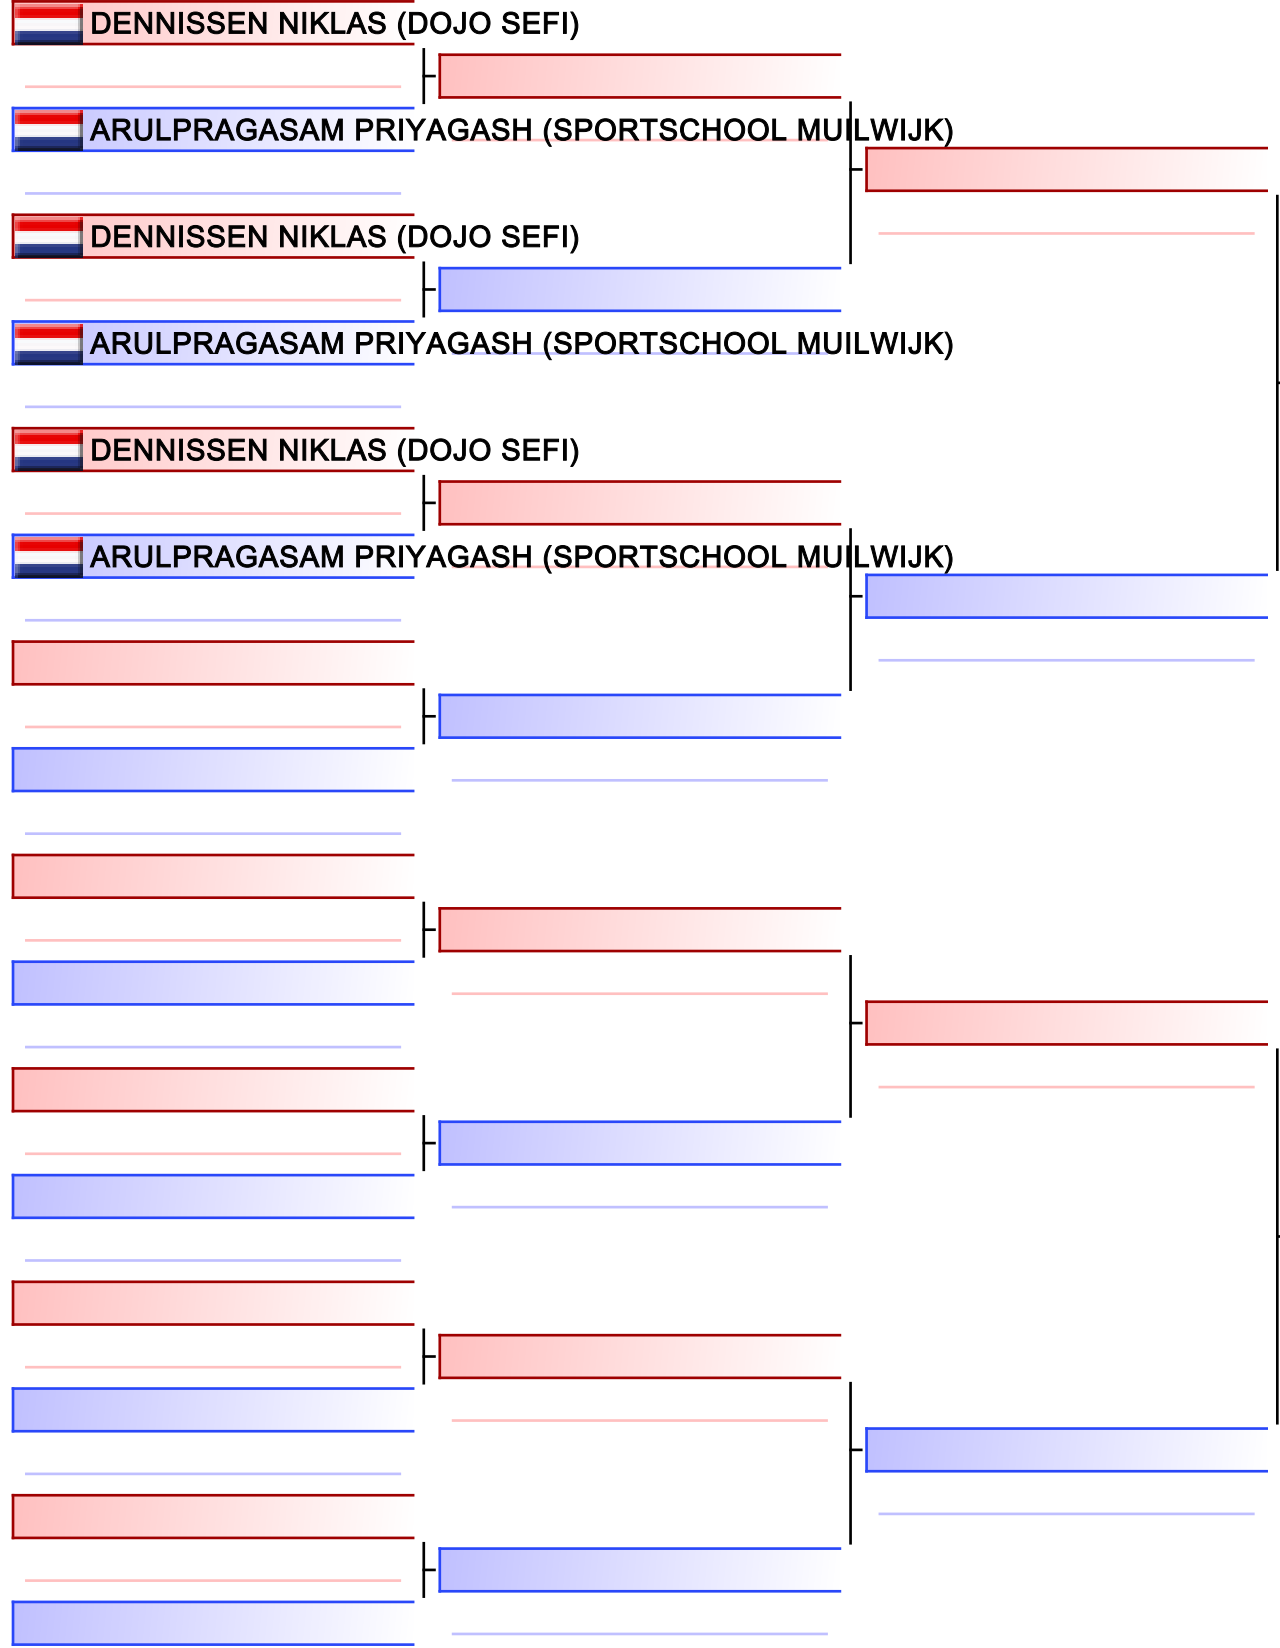 DENNISSEN NIKLAS (DOJO SEFI)
ARULPRAGASAM PRIYAGASH (SPORTSCHOOL MUILWIJK)
DENNISSEN NIKLAS (DOJO SEFI)
ARULPRAGASAM PRIYAGASH (SPORTSCHOOL MUILWIJK)
DENNISSEN NIKLAS (DOJO SEFI)
ARULPRAGASAM PRIYAGASH (SPORTSCHOOL MUILWIJK)